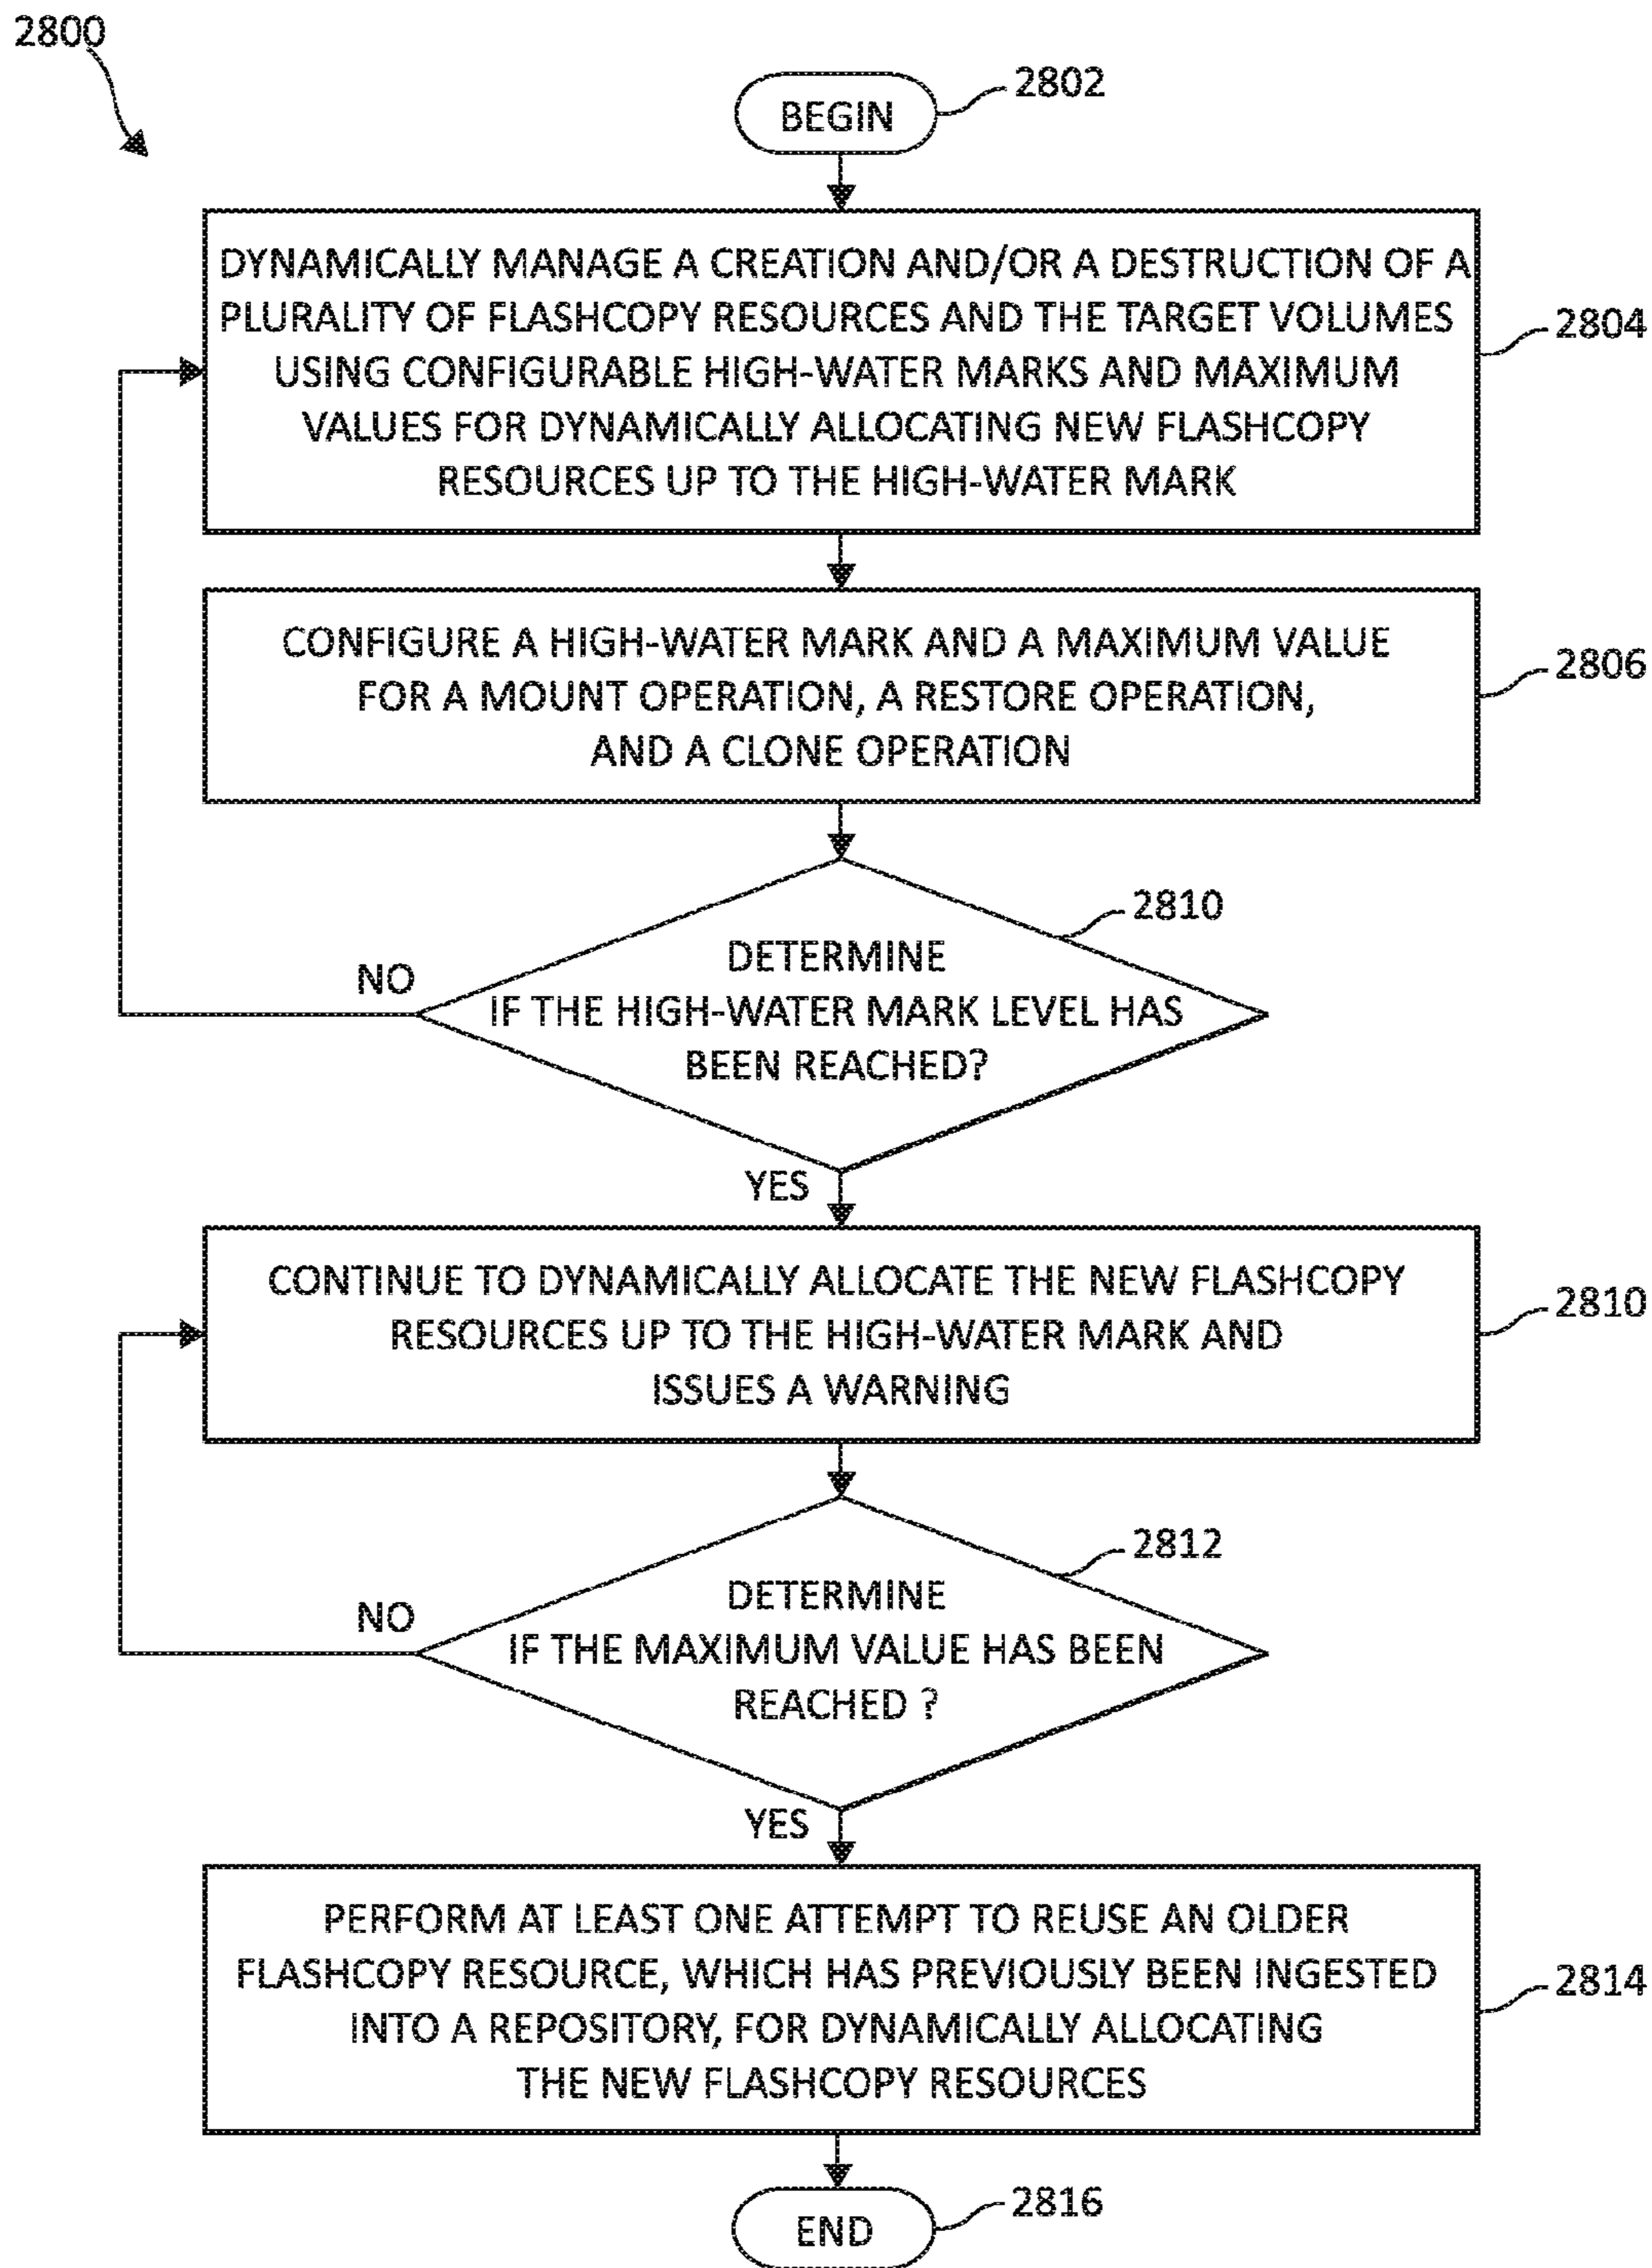 2800
BEGIN
2802
DYNAMICALLY MANAGE A CREATION AND/OR A DESTRUCTION OF A
PLURALITY OF FLASHCOPY RESOURCES AND THE TARGET VOLUMES
USING CONFIGURABLE HIGH-WATER MARKS AND MAXIMUM
VALUES FOR DYNAMICALLY ALLOCATING NEW FLASHCOPY
RESOURCES UP TO THE HIGH-WATER MARK
2804
CONFIGURE A HIGH-WATER MARK AND A MAXIMUM VALUE
FOR A MOUNT OPERATION, A RESTORE OPERATION,
AND A CLONE OPERATION
2806
2810
DETERMINE
IF THE HIGH-WATER MARK LEVEL HAS
BEEN REACHED?
NO
YES
CONTINUE TO DYNAMICALLY ALLOCATE THE NEW FLASHCOPY
RESOURCES UP TO THE HIGH-WATER MARK AND
ISSUES A WARNING
2810
2812
DETERMINE
IF THE MAXIMUM VALUE HAS BEEN
REACHED ?
NO
YES
PERFORM AT LEAST ONE ATTEMPT TO REUSE AN OLDER
FLASHCOPY RESOURCE, WHICH HAS PREVIOUSLY BEEN INGESTED
INTO A REPOSITORY, FOR DYNAMICALLY ALLOCATING
THE NEW FLASHCOPY RESOURCES
2814
END
2816